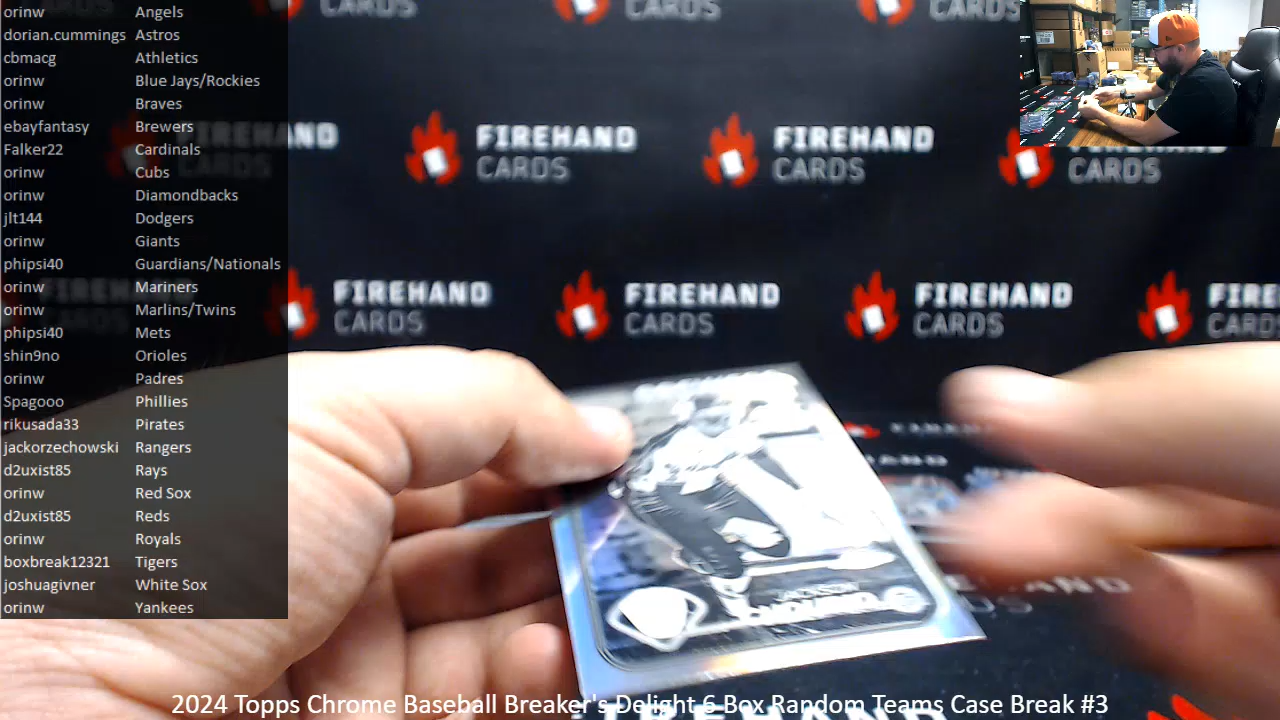 orinw Angels
dorian.cummings Astros
cbmacg Athletics
orinw Blue Jays/Rockies
orinw Braves
ebayfantasy Brewers
Falker22 Cardinals
orinw Cubs
orinw Diamondbacks
jlt144 Dodgers
orinw Giants
phipsi40 Guardians/Nationals
orinw Mariners
orinw Marlins/Twins
phipsi40 Mets
shin9no Orioles
orinw Padres
Spagooo Phillies
rikusada33 Pirates
jackorzechowski Rangers
d2uxist85 Rays
orinw Red Sox
d2uxist85 Reds
orinw Royals
boxbreak12321 Tigers
joshuagivner White Sox
orinw Yankees
CARDS CARDS CARDS
FIREHAND CARDS
FIREHAND CARDS
CARDS
FIREHAND CARDS
FIREHAND CARDS
FIREHAND CARDS
JACKSON
2024 Topps Chrome Baseball Breaker's Delight 6 Box Random Teams Case Break #3